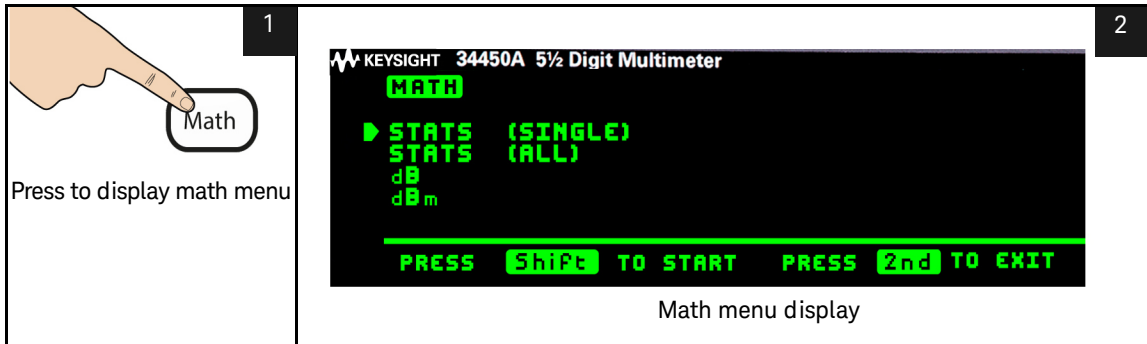 1
Math
Press to display math menu
2
KEYSIGHT 34450A 5½ Digit Multimeter
MATH
STATS (SINGLE)
STATS (ALL)
dB
dBm
PRESS Shift TO START PRESS 2nd TO EXIT
Math menu display